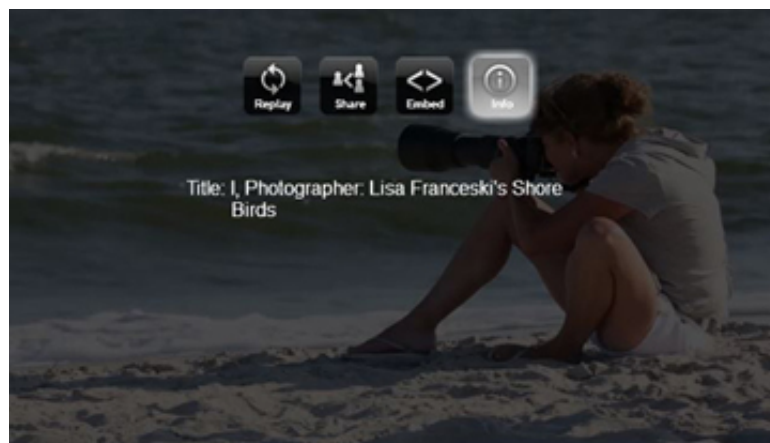 Replay Share Embed Info
Title: I, Photographer: Lisa Franceski's Shore
Birds